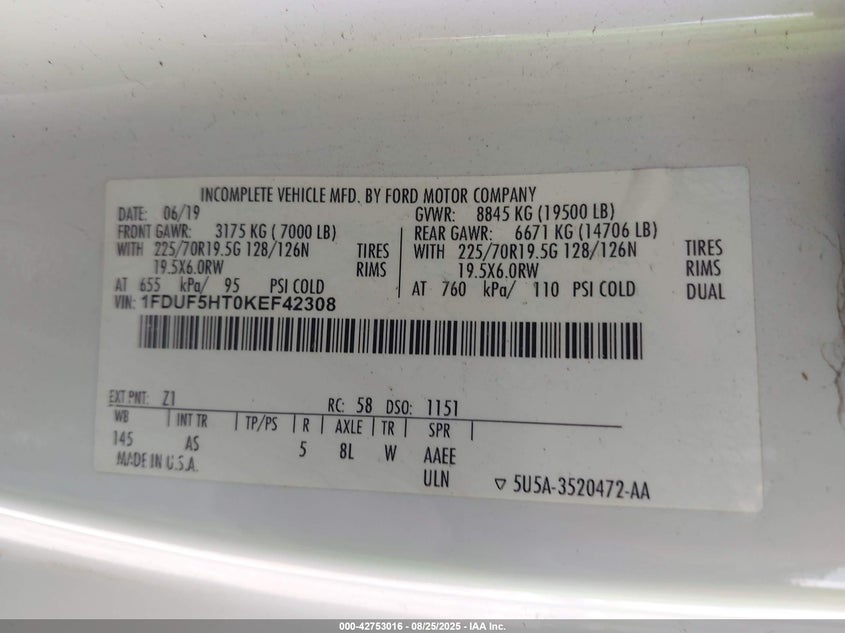 INCOMPLETE VEHICLE MFD. BY FORD MOTOR COMPANY
DATE: 06/19 GVWR: 8845 KG (19500 LB)
FRONT GAWR: 3175 KG ( 7000 LB) REAR GAWR: 6671 KG (14706 LB)
WITH 225/70R19.5G 128/126N TIRES WITH 225/70R19.5G 128/126N TIRES
19.5X6.0RW RIMS 19.5X6.0RW RIMS
AT 655 kPa/ 95 PSI COLD AT 760 kPa/ 110 PSI COLD DUAL
VIN: 1FDUF5HT0KEF42308
EXT PNT: Z1 RC: 58 DSO: 1151
WB INT TR TP/PS R AXLE TR SPR
145 AS 5 8L W AAEE
MADE IN U.S.A. ULN 5U5A-3520472-AA
000-42753016 - 08/25/2025 - IAA Inc.